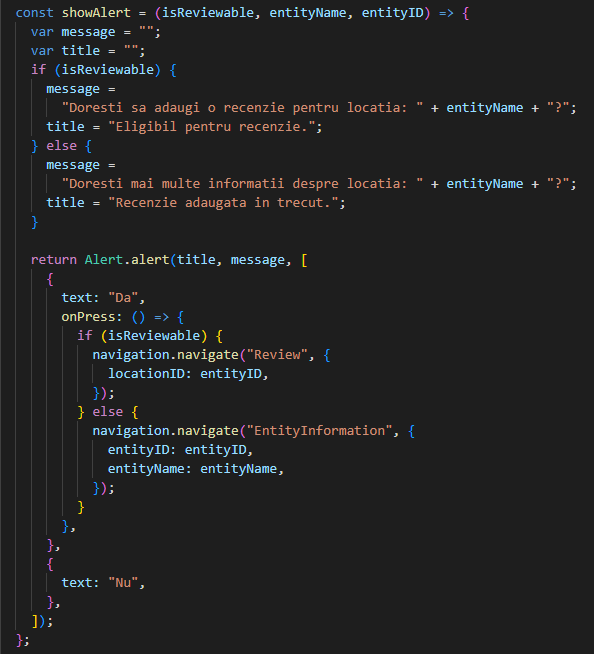 const showAlert = (isReviewable, entityName, entityID) => {
  var message = "";
  var title = "";
  if (isReviewable) {
    message =
      "Doresti sa adaugi o recenzie pentru locatia: " + entityName + "?";
    title = "Eligibil pentru recenzie.";
  } else {
    message =
      "Doresti mai multe informatii despre locatia: " + entityName + "?";
    title = "Recenzie adaugata in trecut.";
  }

  return Alert.alert(title, message, [
    {
      text: "Da",
      onPress: () => {
        if (isReviewable) {
          navigation.navigate("Review", {
            locationID: entityID,
          });
        } else {
          navigation.navigate("EntityInformation", {
            entityID: entityID,
            entityName: entityName,
          });
        }
      },
    },
    {
      text: "Nu",
    },
  ]);
};